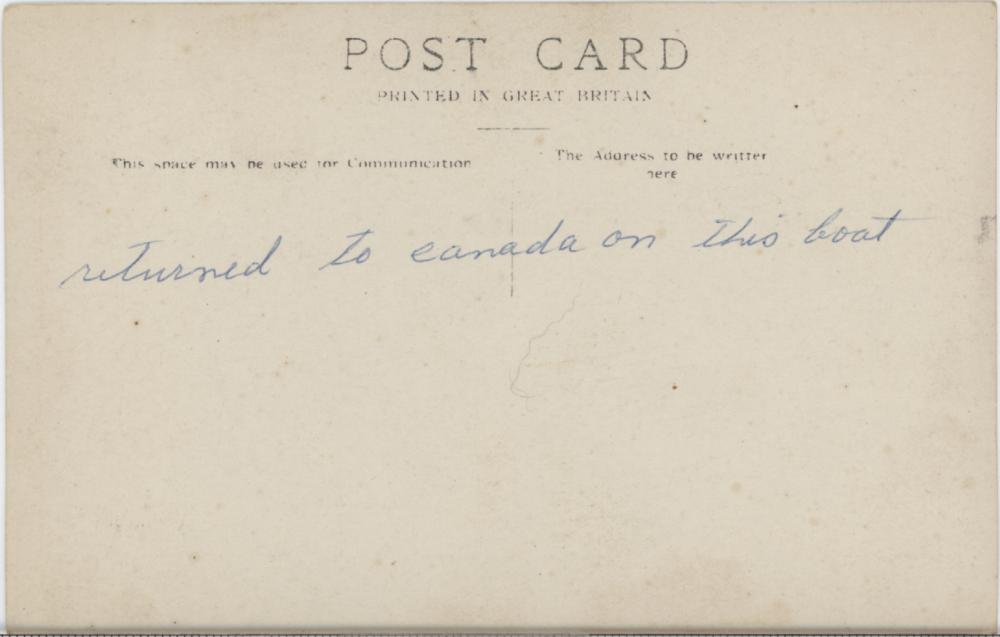 POST CARD
PRINTED IN GREAT BRITAIN
This space may be used for Communication
The Address to be written
here
returned to canada on this boat